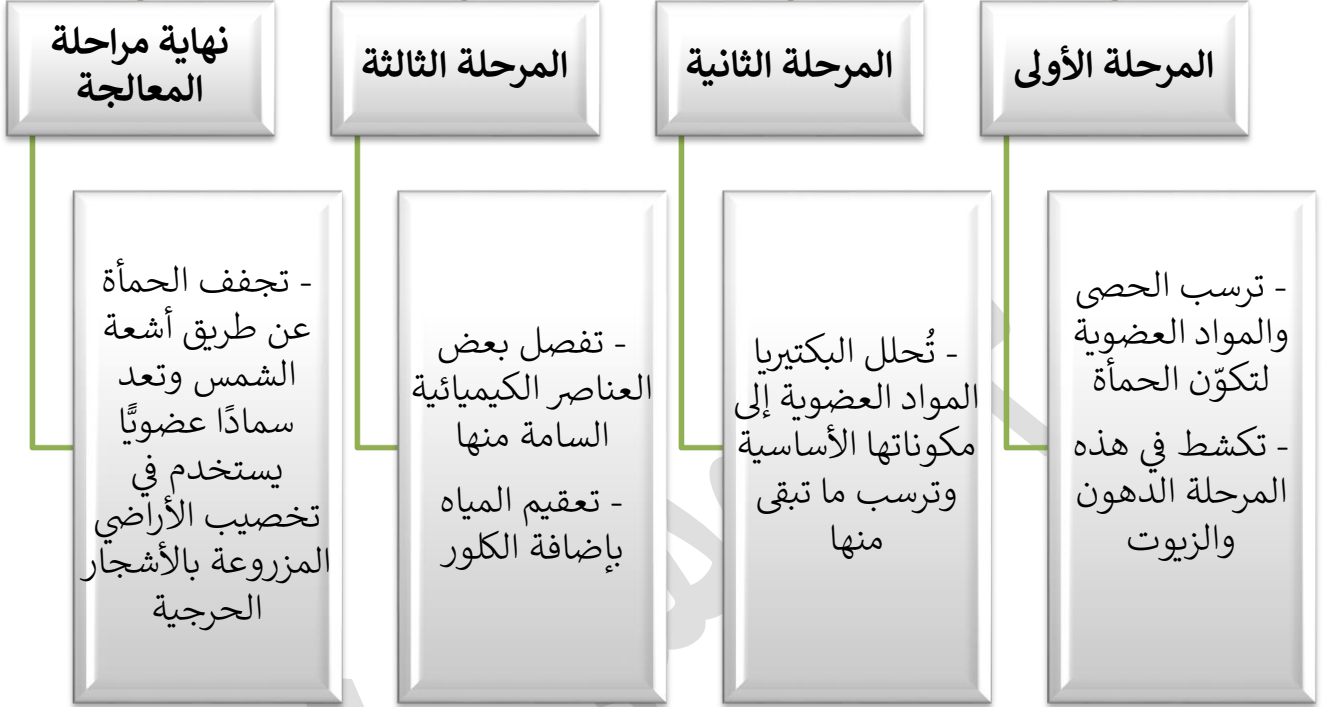 المرحلة الأولى
- ترسب الحصى
والمواد العضوية
لتكوّن الحمأة
- تكشط في هذه
المرحلة الدهون
والزيوت
المرحلة الثانية
- تُحلل البكتيريا
المواد العضوية إلى
مكوناتها الأساسية
وترسب ما تبقى
منها
المرحلة الثالثة
- تفصل بعض
العناصر الكيميائية
السامة منها
- تعقيم المياه
بإضافة الكلور
نهاية مراحلة
المعالجة
- تجفف الحمأة
عن طريق أشعة
الشمس وتعد
سمادًا عضويًّا
يستخدم في
تخصيب الأراضي
المزروعة بالأشجار
الحرجية